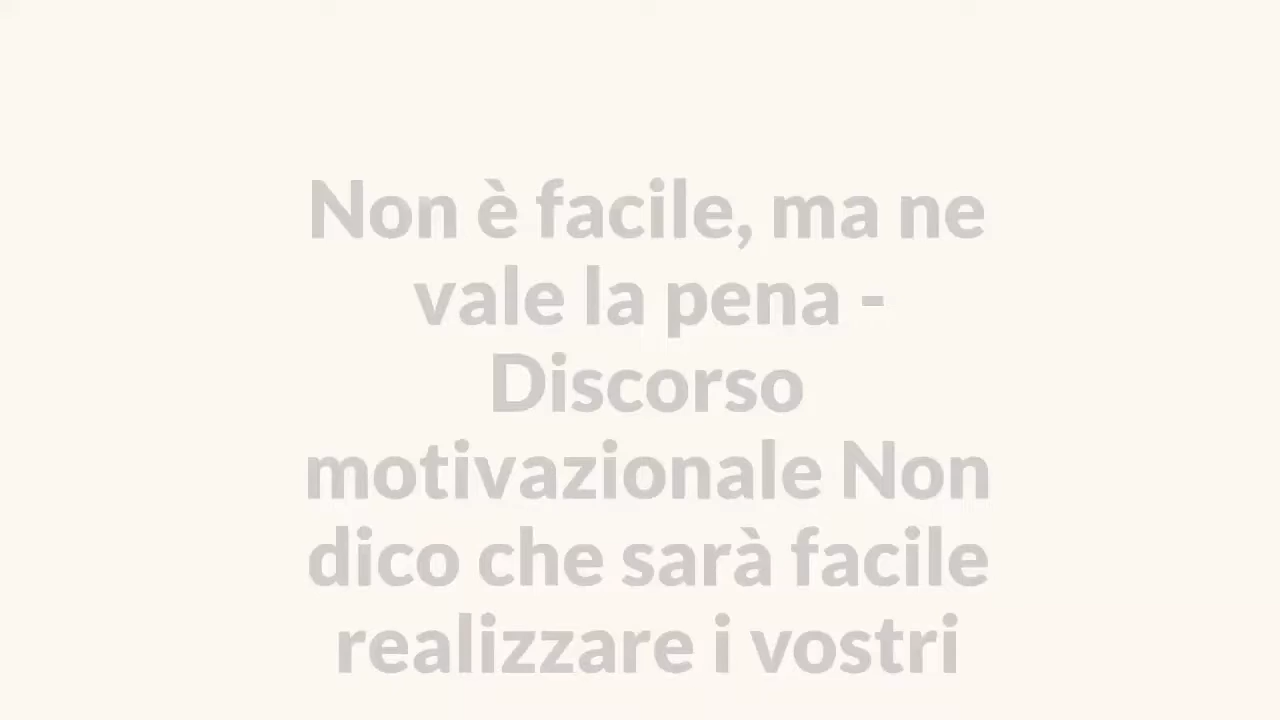 Non è facile, ma ne
vale la pena -
Discorso
motivazionale Non
dico che sarà facile
realizzare i vostri